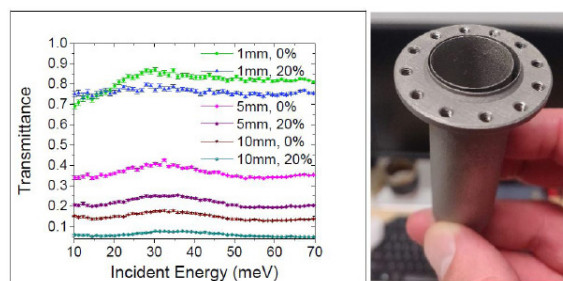 1.0
0.9
0.8
0.7
0.6
0.5
0.4
0.3
0.2
0.1
Transmittance
1mm, 0%
1mm, 20%
5mm, 0%
5mm, 20%
10mm, 0%
10mm, 20%
10 20 30 40 50 60 70
Incident Energy (meV)